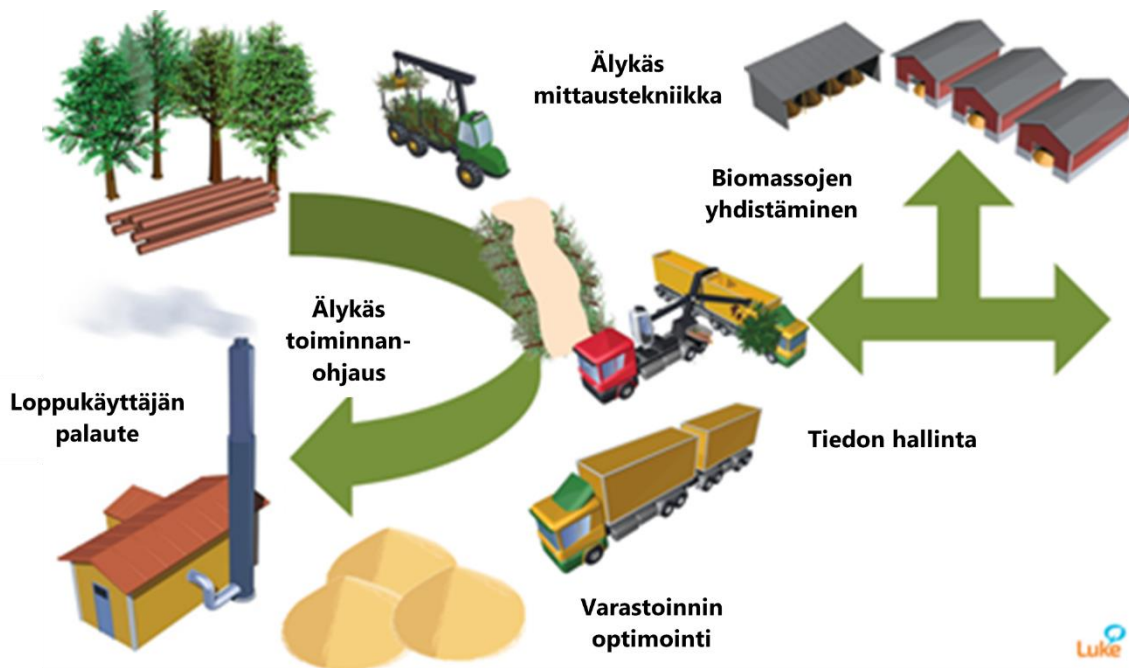 Älykäs
mittaustekniikka
Biomassojen
yhdistäminen
Älykäs
toiminnan-
ohjaus
Loppukäyttäjän
palaute
Tiedon hallinta
Varastoinnin
optimointi
Luke